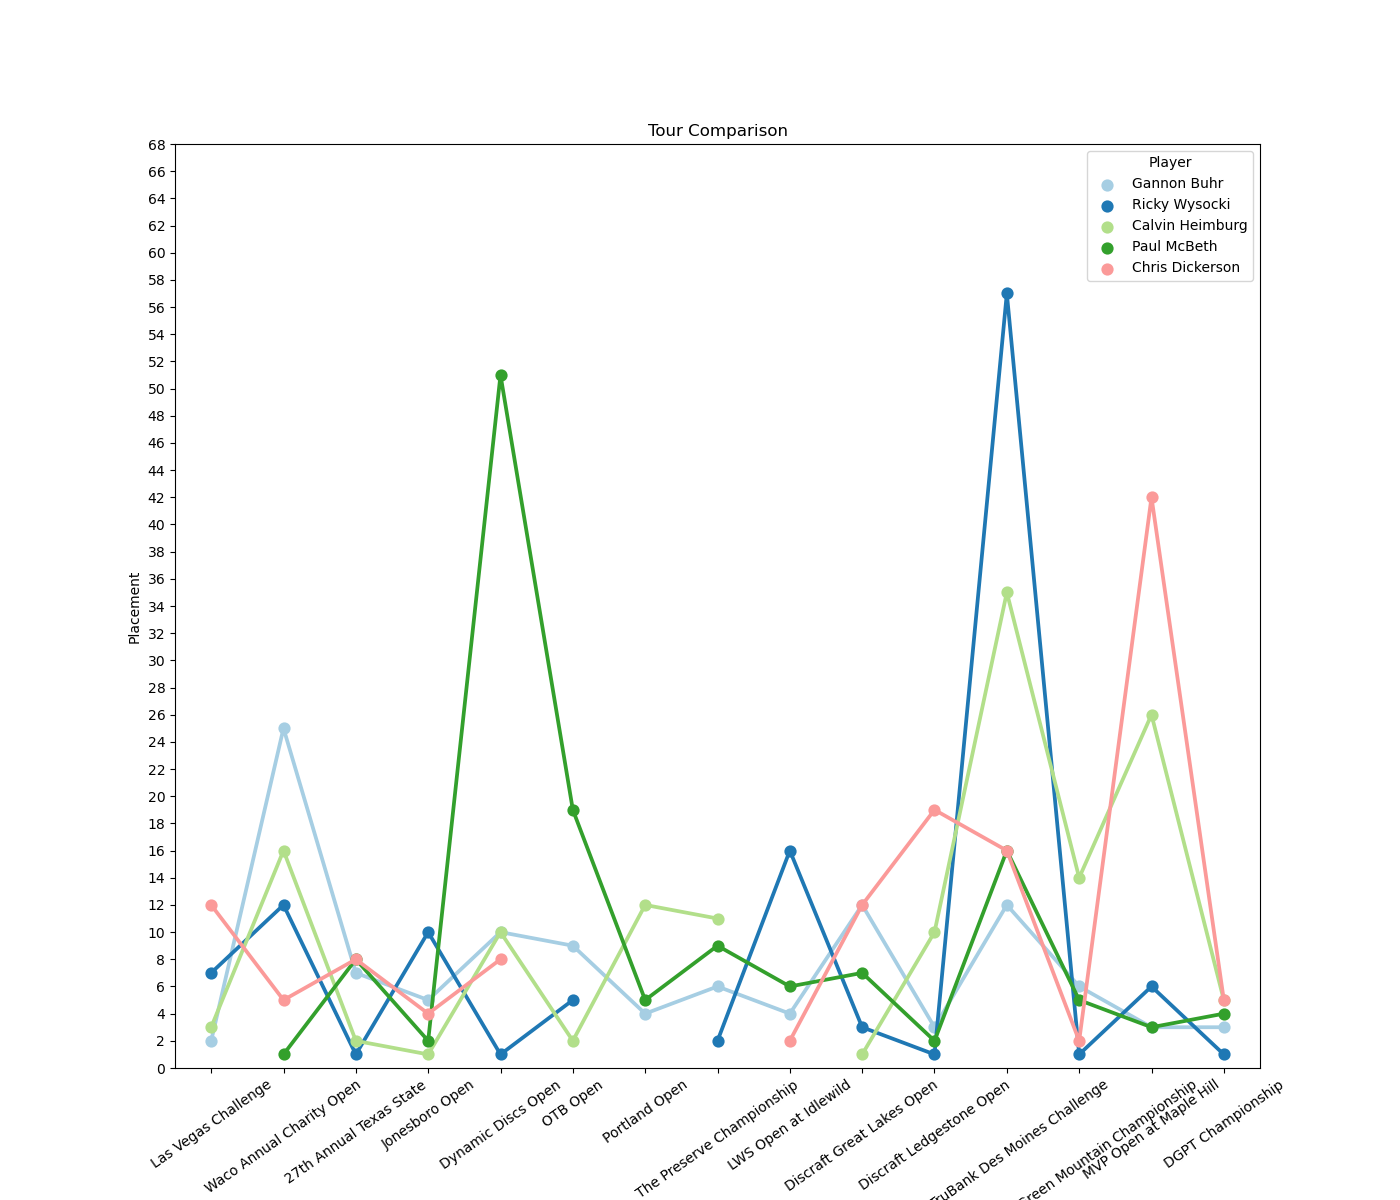 Tour Comparison
Player
Gannon Buhr
Ricky Wysocki
Calvin Heimburg
Paul McBeth
Chris Dickerson
Placement
68
66
64
62
60
58
56
54
52
50
48
46
44
42
40
38
36
34
32
30
28
26
24
22
20
18
16
14
12
10
8
6
4
2
0
Las Vegas Challenge
Waco Annual Charity Open
27th Annual Texas State
Jonesboro Open
Dynamic Discs Open
OTB Open
Portland Open
The Preserve Championship
LWS Open at Idlewild
Discraft Great Lakes Open
Discraft Ledgestone Open
Des Moines Challenge
Green Mountain Championship
MVP Open at Maple Hill
DGPT Championship